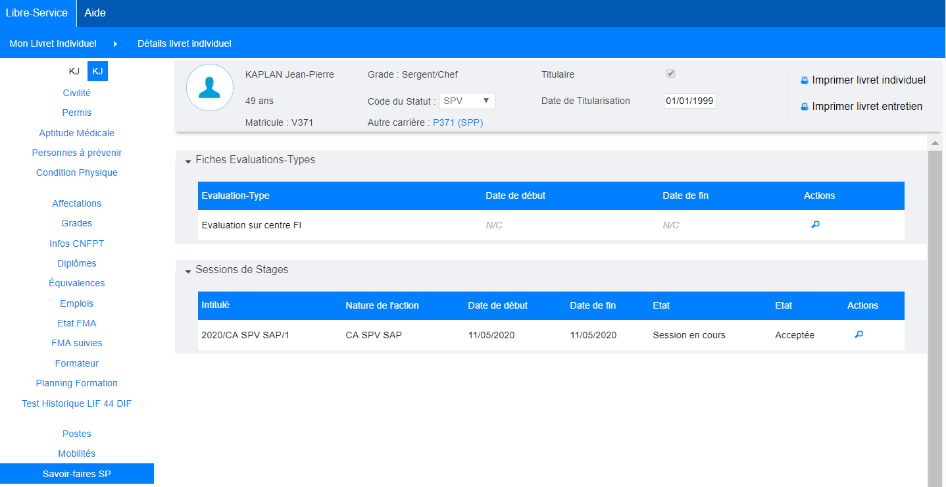 Libre-Service Aide
Mon Livret Individuel Détails livret individuel
KJ KJ
Civilité
Permis
Aptitude Médicale
Personnes à prévenir
Condition Physique
Affectations
Grades
Infos CNFPT
Diplômes
Équivalences
Emplois
Etat FMA
FMA suivies
Formateur
Planning Formation
Test Historique LIF 44 DIF
Postes
Mobilités
Savoir-faires SP
KAPLAN Jean-Pierre Grade : Sergent/Chef Titulaire
49 ans Code du Statut : SPV Date de Titularisation 01/01/1999
Matricule : V371 Autre carrière : P371 (SPP)
Imprimer livret individuel
Imprimer livret entretien
Fiches Evaluations-Types
Evaluation-Type Date de début Date de fin Actions
Evaluation sur centre FI N/C N/C
Sessions de Stages
Intitulé Nature de l'action Date de début Date de fin Etat Etat Actions
2020/CA SPV SAP/1 CA SPV SAP 11/05/2020 11/05/2020 Session en cours Acceptée